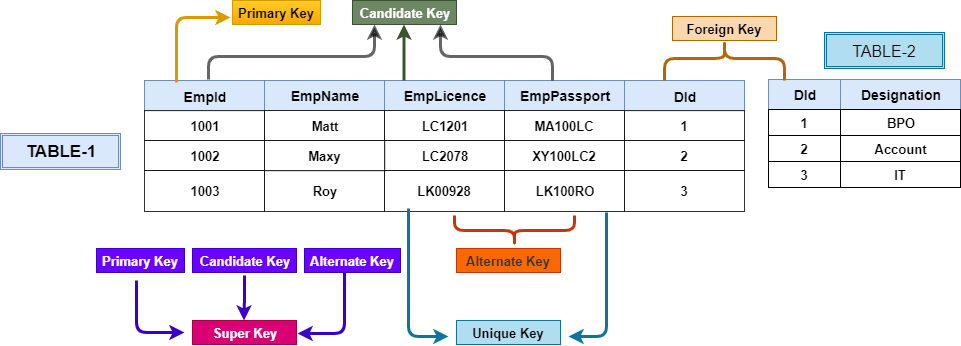 Primary Key
Candidate Key
Foreign Key
TABLE-2
EmpId EmpName EmpLicence EmpPassport DId
1001 Matt LC1201 MA100LC 1
1002 Maxy LC2078 XY100LC2 2
1003 Roy LK00928 LK100RO 3
TABLE-1
DId Designation
1 BPO
2 Account
3 IT
Primary Key Candidate Key Alternate Key
Alternate Key
Super Key
Unique Key